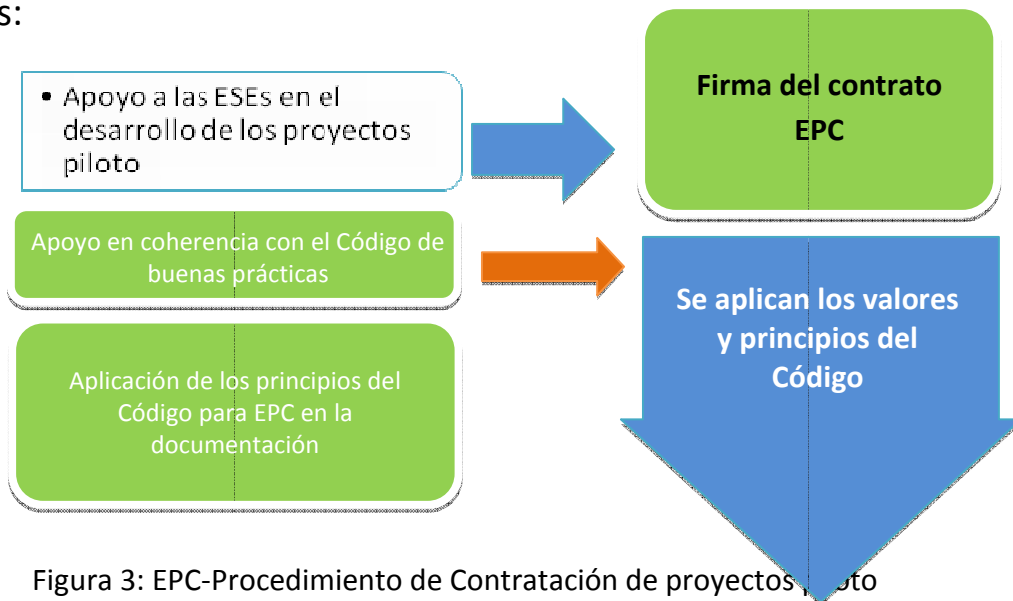 s:
• Apoyo a las ESEs en el
desarrollo de los proyectos
piloto
Firma del contrato
EPC
Apoyo en coherencia con el Código de
buenas prácticas
Se aplican los valores
y principios del
Código
Aplicación de los principios del
Código para EPC en la
documentación
Figura 3: EPC-Procedimiento de Contratación de proyectos piloto